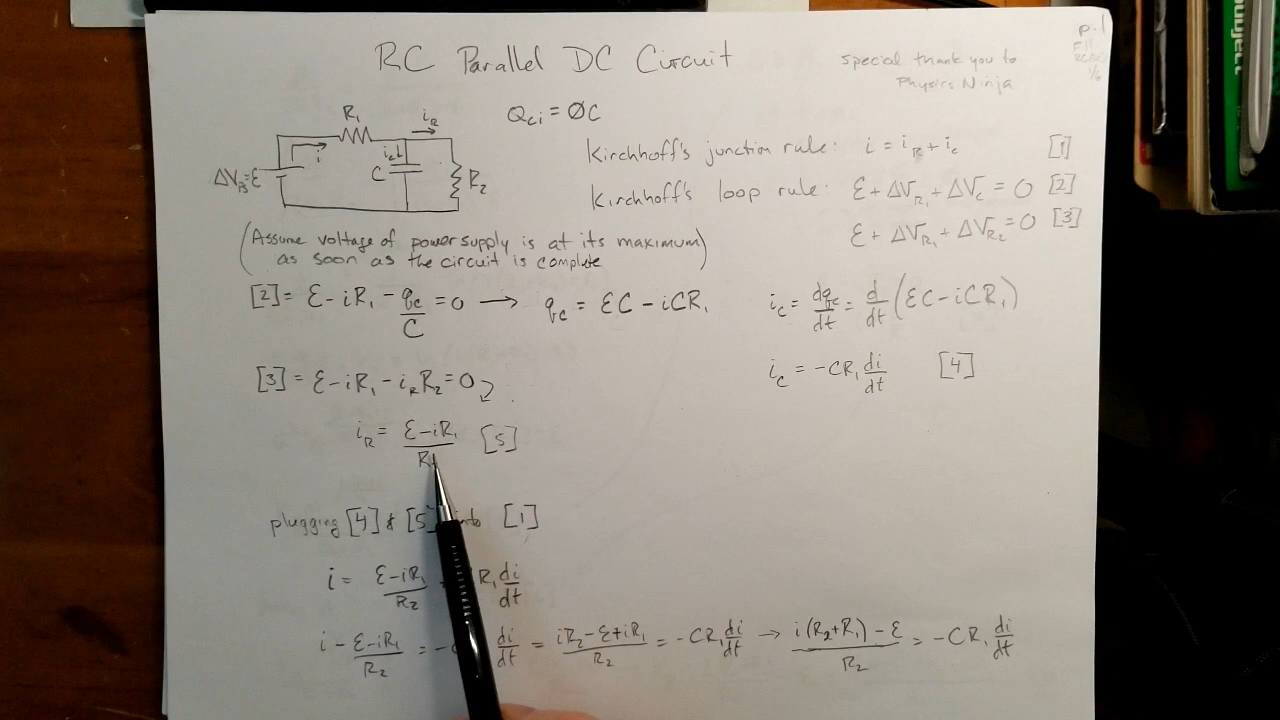 p.1
RC Parallel DC Circuit
special thank you to
Physics Ninja
R₁
i_R
Q_Ci = ØC
i
i_c
C
R₂
ΔV_B=ℰ
Kirchhoff's junction rule: i = i_R + i_c [1]
Kirchhoff's loop rule: ℰ + ΔV_R₁ + ΔV_C = 0 [2]
ℰ + ΔV_R₁ + ΔV_R₂ = 0 [3]
(Assume voltage of power supply is at its maximum)
as soon as the circuit is complete
[2] = ℰ - iR₁ - q_c/C = 0 → q_c = ℰC - iCR₁
i_c = dq_c/dt = d/dt (ℰC - iCR₁)
[3] = ℰ - iR₁ - i_R R₂ = 0
i_c = -CR₁ di/dt [4]
i_R = ℰ-iR₁/R [5]
plugging [4] & [5] into [1]
i = ℰ-iR₁/R₂ R₁ di/dt
i - ℰ-iR₁/R₂ = - di/dt = iR₂-ℰ+iR₁/R₂ = -CR₁ di/dt → i(R₂+R₁)-ℰ/R₂ = -CR₁ di/dt